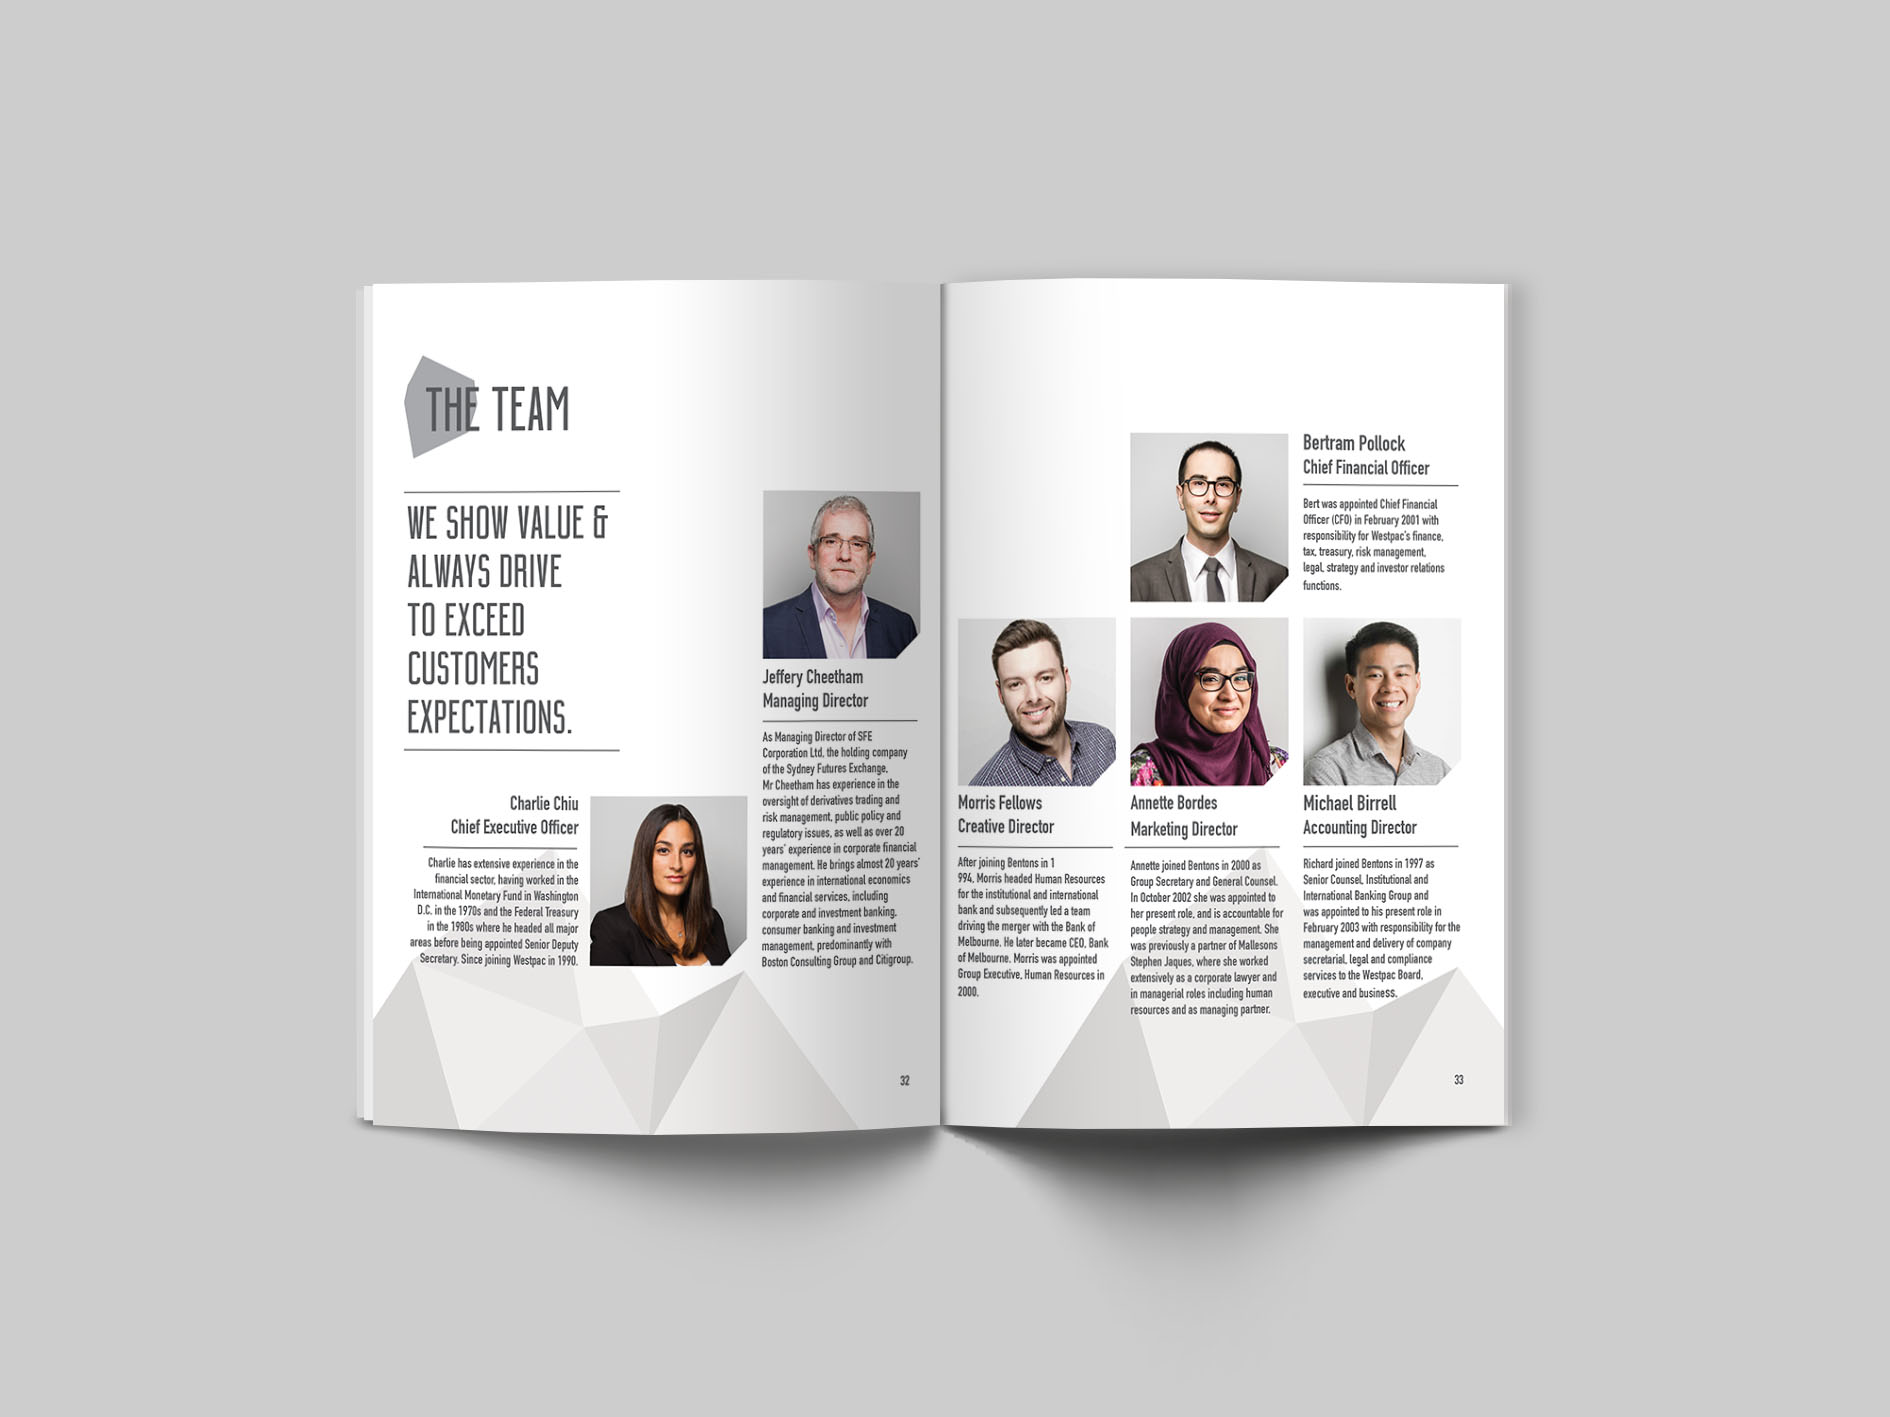 THE TEAM
WE SHOW VALUE &
ALWAYS DRIVE
TO EXCEED
CUSTOMERS
EXPECTATIONS.
Charlie Chiu
Chief Executive Officer
Charlie has extensive experience in the
financial sector, having worked in the
International Monetary Fund in Washington
D.C. in the 1970s and the Federal Treasury
in the 1980s where he headed all major
areas before being appointed Senior Deputy
Secretary. Since joining Westpac in 1990.
Jeffery Cheetham
Managing Director
As Managing Director of SFE
Corporation Ltd, the holding company
of the Sydney Futures Exchange,
Mr Cheetham has experience in the
oversight of derivatives trading and
risk management, public policy and
regulatory issues, as well as over 20
years' experience in corporate financial
management. He brings almost 20 years'
experience in international economics
and financial services, including
corporate and investment banking,
consumer banking and investment
management, predominantly with
Boston Consulting Group and Citigroup.
32
Bertram Pollock
Chief Financial Officer
Bert was appointed Chief Financial
Officer (CFO) in February 2001 with
responsibility for Westpac's finance,
tax, treasury, risk management,
legal, strategy and investor relations
functions.
Morris Fellows
Creative Director
After joining Bentons in 1
994, Morris headed Human Resources
for the institutional and international
bank and subsequently led a team
driving the merger with the Bank of
Melbourne. He later became CEO, Bank
of Melbourne. Morris was appointed
Group Executive, Human Resources in
2000.
Annette Bordes
Marketing Director
Annette joined Bentons in 2000 as
Group Secretary and General Counsel.
In October 2002 she was appointed to
her present role, and is accountable for
people strategy and management. She
was previously a partner of Mallesons
Stephen Jaques, where she worked
extensively as a corporate lawyer and
in managerial roles including human
resources and as managing partner.
Michael Birrell
Accounting Director
Richard joined Bentons in 1997 as
Senior Counsel, Institutional and
International Banking Group and
was appointed to his present role in
February 2003 with responsibility for the
management and delivery of company
secretarial, legal and compliance
services to the Westpac Board,
executive and business.
33